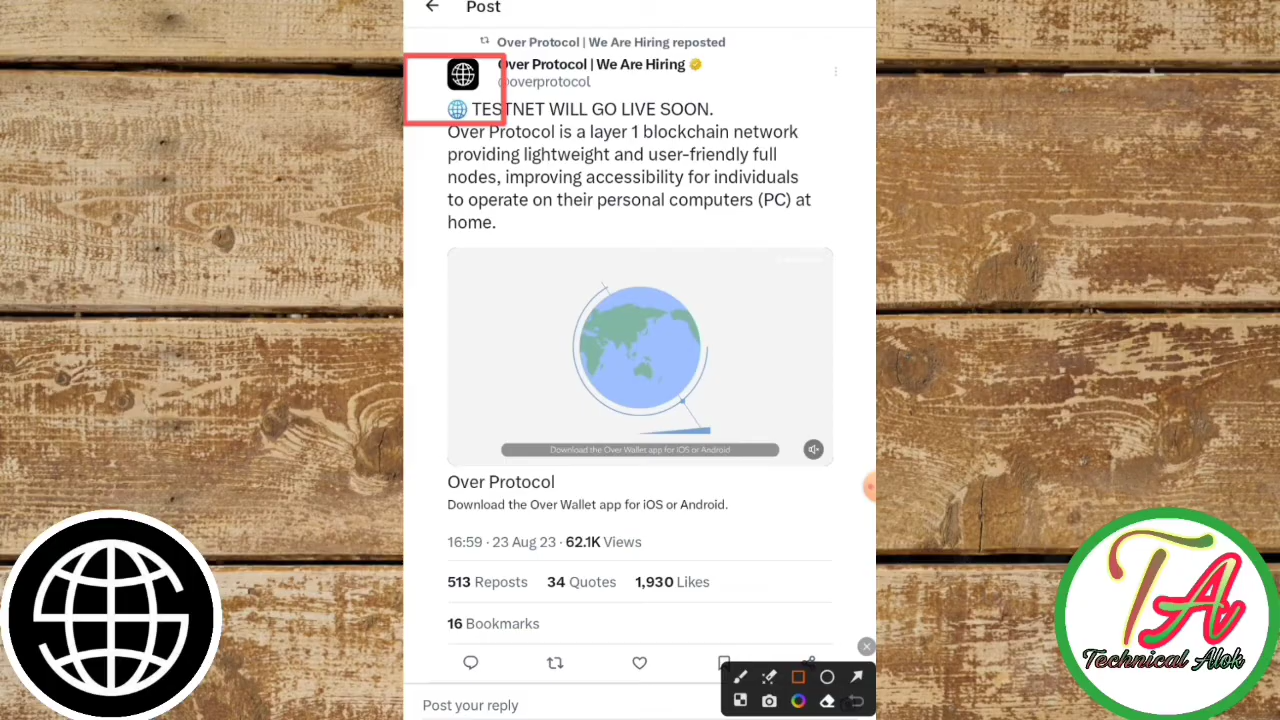 Post
Over Protocol | We Are Hiring reposted
Over Protocol | We Are Hiring
@overprotocol
🌐 TESTNET WILL GO LIVE SOON.
Over Protocol is a layer 1 blockchain network
providing lightweight and user-friendly full
nodes, improving accessibility for individuals
to operate on their personal computers (PC) at
home.
Download the Over Wallet app for iOS or Android
Over Protocol
Download the Over Wallet app for iOS or Android.
16:59 · 23 Aug 23 · 62.1K Views
513 Reposts 34 Quotes 1,930 Likes
16 Bookmarks
Post your reply
TA
Technical Alok